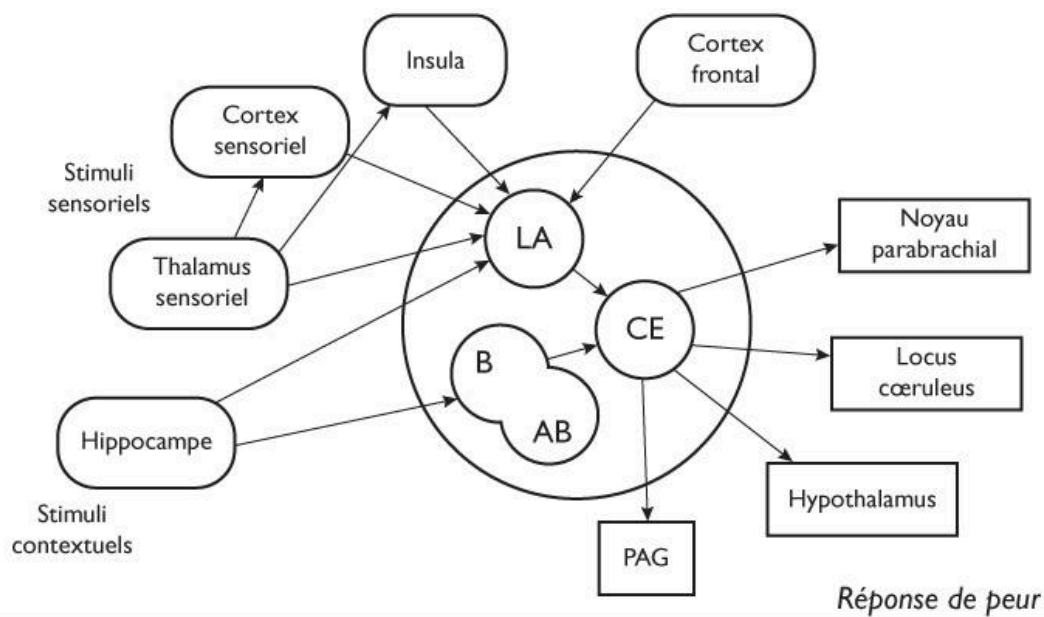 Insula
Cortex
frontal
Cortex
sensoriel
Stimuli
sensoriels
Thalamus
sensoriel
LA
Noyau
parabrachial
CE
Locus
cœruleus
B
AB
Hippocampe
Hypothalamus
Stimuli
contextuels
PAG
Réponse de peur